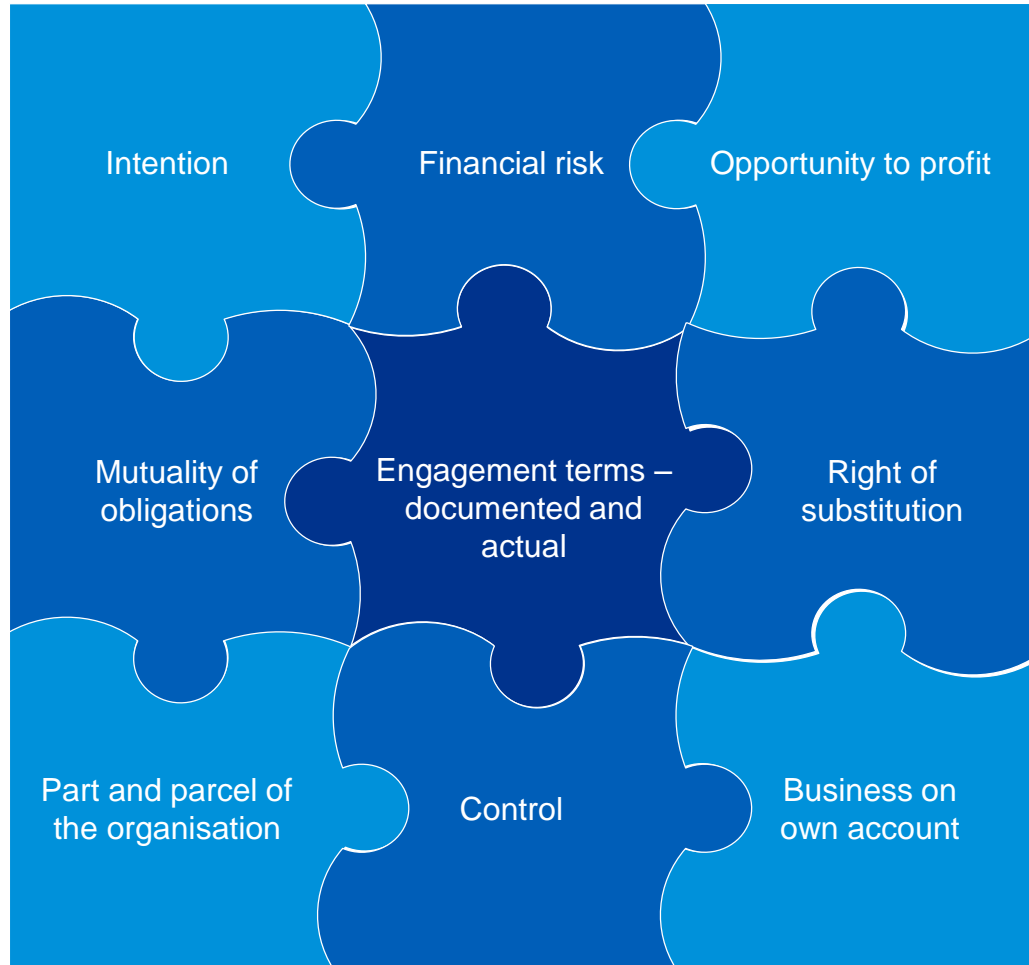 Intention
Financial risk
Opportunity to profit
Mutuality of
obligations
Engagement terms –
documented and
actual
Right of
substitution
Part and parcel of
the organisation
Control
Business on
own account